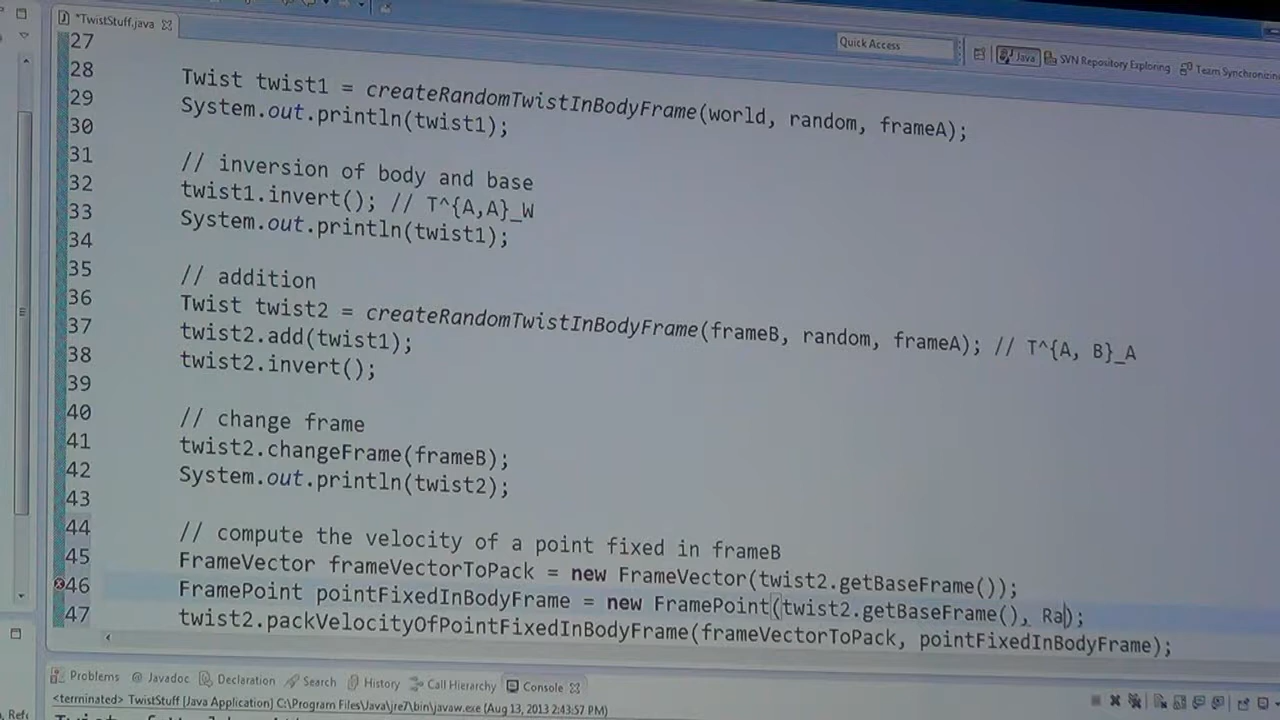 *TwistStuff.java
Quick Access
Java
SVN Repository Exploring
Team Synchronizin
27
28 Twist twist1 = createRandomTwistInBodyFrame(world, random, frameA);
29 System.out.println(twist1);
30
31 // inversion of body and base
32 twist1.invert(); // T^{A,A}_W
33 System.out.println(twist1);
34
35 // addition
36 Twist twist2 = createRandomTwistInBodyFrame(frameB, random, frameA); // T^{A, B}_A
37 twist2.add(twist1);
38 twist2.invert();
39
40 // change frame
41 twist2.changeFrame(frameB);
42 System.out.println(twist2);
43
44 // compute the velocity of a point fixed in frameB
45 FrameVector frameVectorToPack = new FrameVector(twist2.getBaseFrame());
46 FramePoint pointFixedInBodyFrame = new FramePoint(twist2.getBaseFrame(), Ra);
47 twist2.packVelocityOfPointFixedInBodyFrame(frameVectorToPack, pointFixedInBodyFrame);
Problems @ Javadoc Declaration Search History Call Hierarchy Console
<terminated> TwistStuff [Java Application] C:\Program Files\Java\jre7\bin\javaw.exe (Aug 13, 2013 2:43:57 PM)